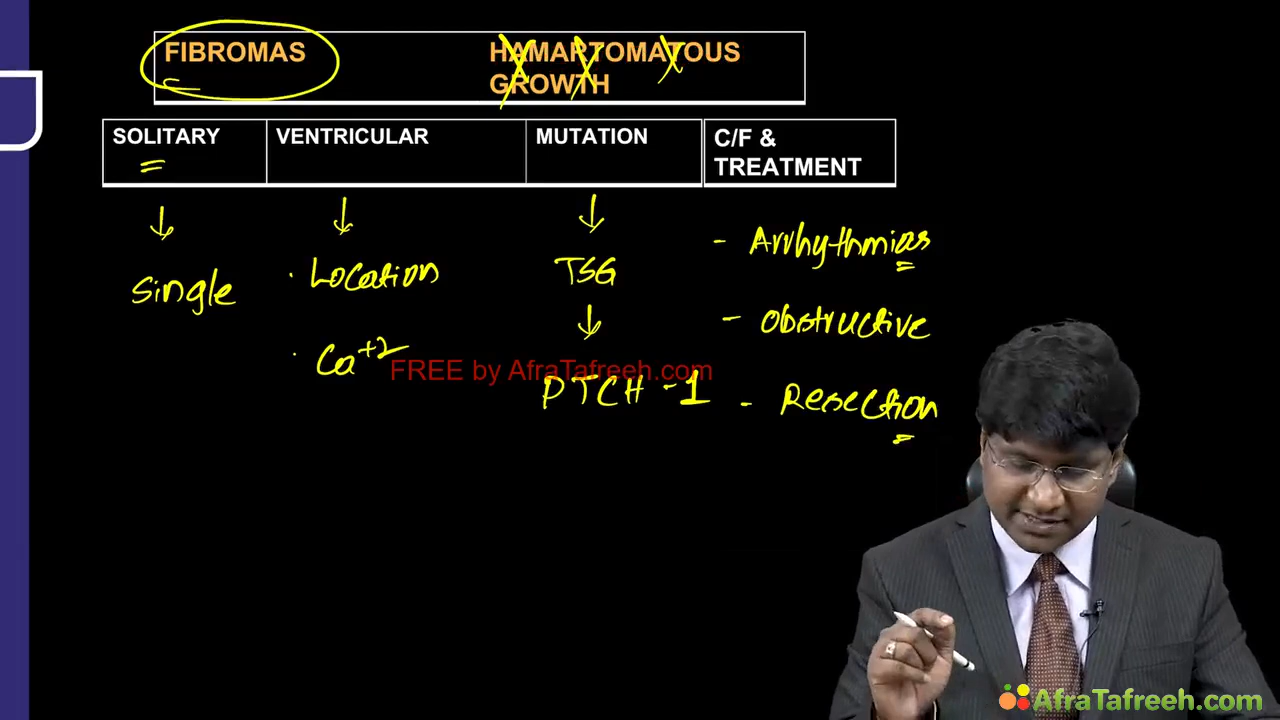 FIBROMAS
HAMARTOMATOUS
GROWTH
SOLITARY
VENTRICULAR
MUTATION
C/F &
TREATMENT
Single
· Location
· Ca+2
TSG
PTCH-1
- Arrhythmias
- Obstructive
- Resection
FREE by AfraTafreeh.com
AfraTafreeh.com